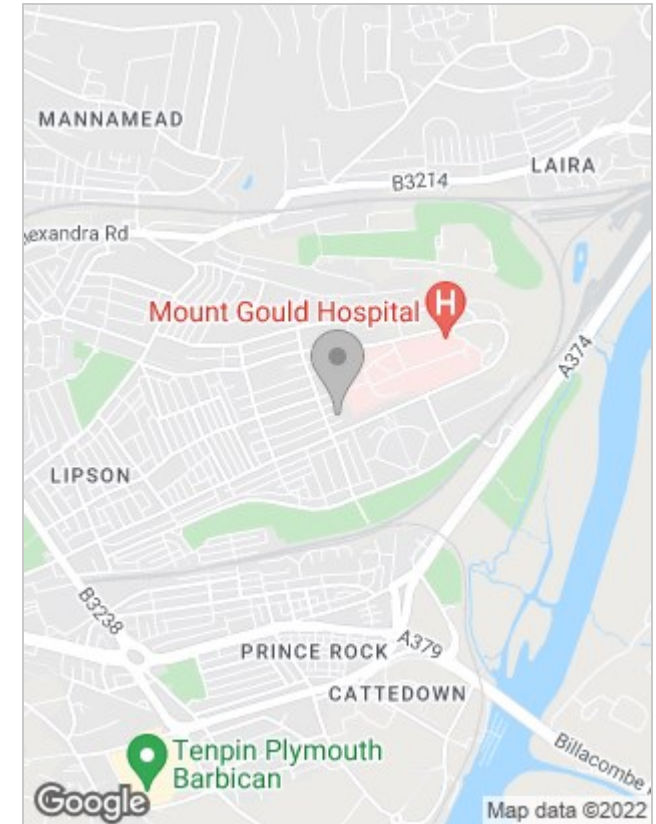 MANNAMEAD
LAIRA
B3214
exandra Rd
Mount Gould Hospital
H
A374
LIPSON
B3238
PRINCE ROCK
A379
CATTEDOWN
Tenpin Plymouth
Barbican
Billacombe
Google
Map data ©2022